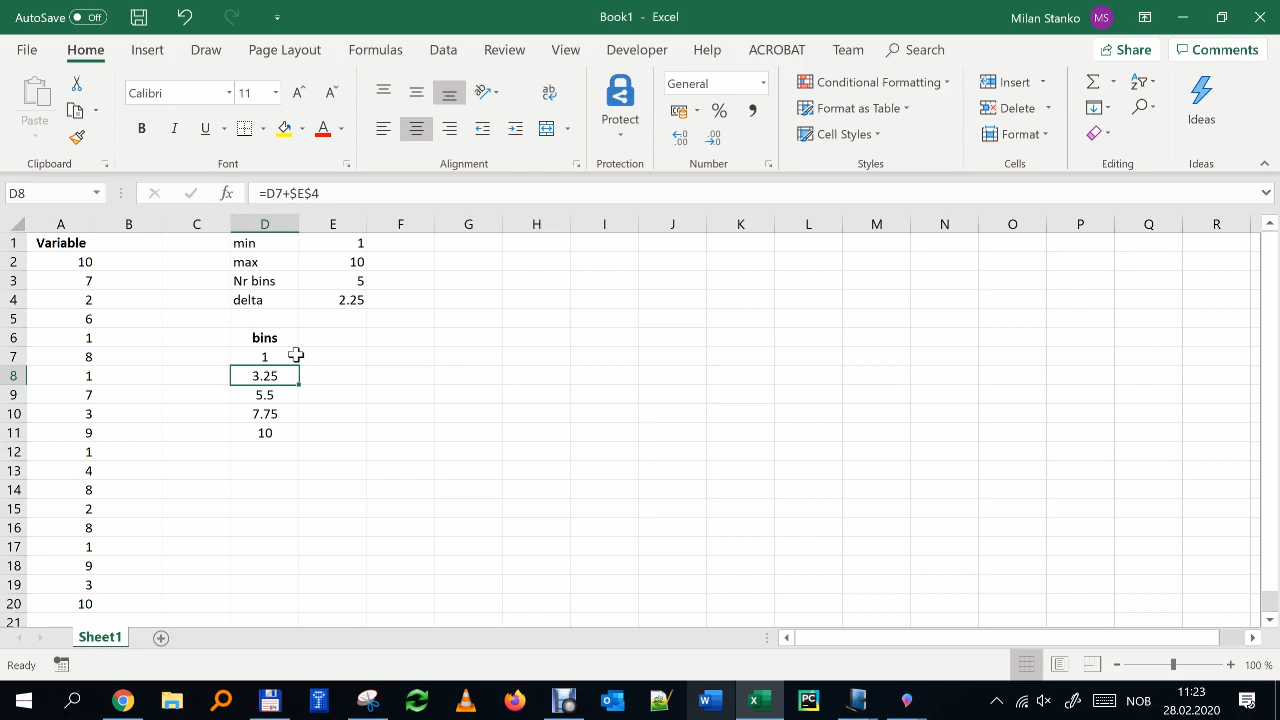 AutoSave Off
Book1 - Excel
Milan Stanko MS
File Home Insert Draw Page Layout Formulas Data Review View Developer Help ACROBAT Team Search Share Comments
Paste
Calibri 11
B I U A
General
Protect
Conditional Formatting
Format as Table
Cell Styles
Insert
Delete
Format
Ideas
Clipboard Font Alignment Protection Number Styles Cells Editing Ideas
D8 fx =D7+$E$4
A B C D E F G H I J K L M N O P Q R
1 Variable min 1
2 10 max 10
3 7 Nr bins 5
4 2 delta 2.25
5 6
6 1 bins
7 8 1
8 1 3.25
9 7 5.5
10 3 7.75
11 9 10
12 1
13 4
14 8
15 2
16 8
17 1
18 9
19 3
20 10
21
Sheet1
Ready 100 %
NOB
11:23
28.02.2020